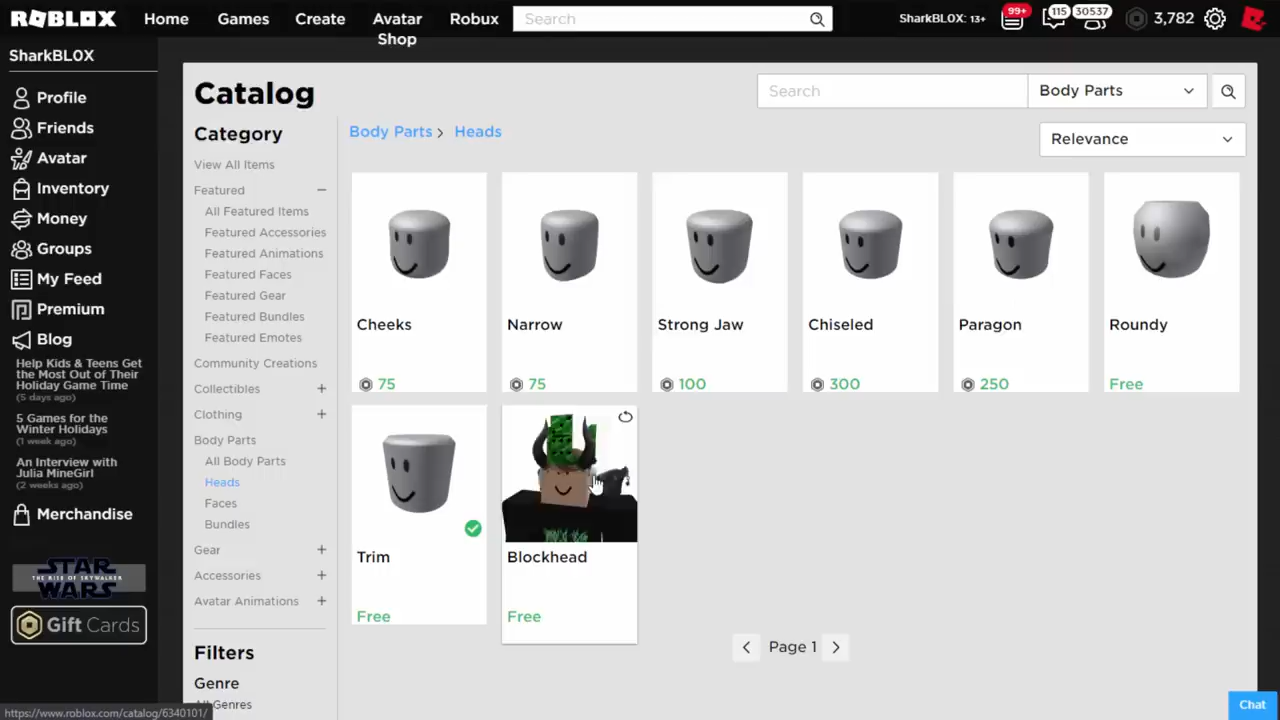 ROBLOX
Home
Games
Create
Avatar
Shop
Robux
Search
SharkBLOX: 13+
99+
115
30537
3,782
SharkBLOX
Profile
Friends
Avatar
Inventory
Money
Groups
My Feed
Premium
Blog
Help Kids & Teens Get
the Most Out of Their
Holiday Game Time
(5 days ago)
5 Games for the
Winter Holidays
(1 week ago)
An Interview with
Julia MineGirl
(2 weeks ago)
Merchandise
STAR
THE RISE OF SKYWALKER
WARS
Gift Cards
https://www.roblox.com/catalog/6340101/
Catalog
Search
Body Parts
Category
View All Items
Featured
All Featured Items
Featured Accessories
Featured Animations
Featured Faces
Featured Gear
Featured Bundles
Featured Emotes
Community Creations
Collectibles
Clothing
Body Parts
All Body Parts
Heads
Faces
Bundles
Gear
Accessories
Avatar Animations
Filters
Genre
All Genres
Body Parts > Heads
Relevance
Cheeks
75
Narrow
75
Strong Jaw
100
Chiseled
300
Paragon
250
Roundy
Free
Trim
Free
Blockhead
Free
Page 1
Chat